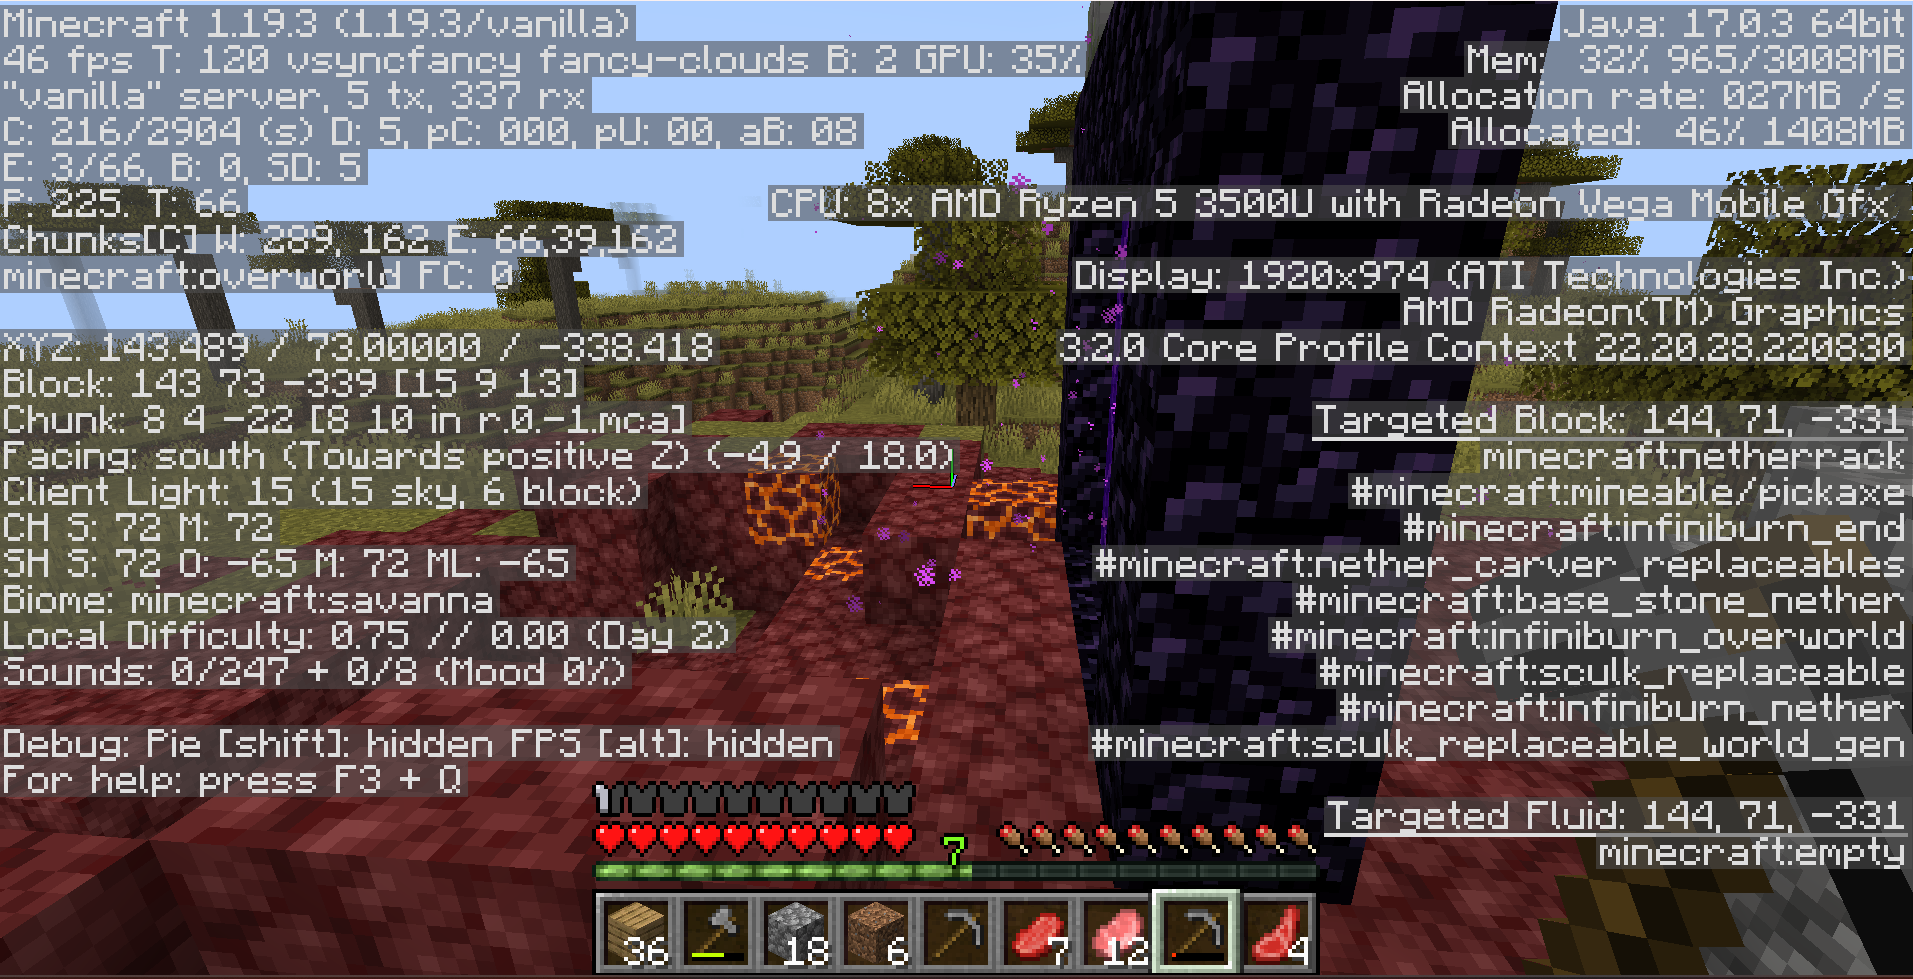 Minecraft 1.19.3 (1.19.3/vanilla)
46 fps T: 120 vsyncfancy fancy-clouds B: 2 GPU: 35%
"vanilla" server, 5 tx, 337 rx
C: 216/2904 (s) D: 5, pC: 000, pU: 00, aB: 08
E: 3/66, B: 0, SD: 5
P: 225. T: 66
Chunks[C] W: 289, 162 E: 66,39,162
minecraft:overworld FC: 0
XYZ: 143.489 / 73.00000 / -338.418
Block: 143 73 -339 [15 9 13]
Chunk: 8 4 -22 [8 10 in r.0.-1.mca]
Facing: south (Towards positive Z) (-4.9 / 18.0)
Client Light: 15 (15 sky, 6 block)
CH S: 72 M: 72
SH S: 72 O: -65 M: 72 ML: -65
Biome: minecraft:savanna
Local Difficulty: 0.75 // 0.00 (Day 2)
Sounds: 0/247 + 0/8 (Mood 0%)
Debug: Pie [shift]: hidden FPS [alt]: hidden
For help: press F3 + Q
Java: 17.0.3 64bit
Mem: 32% 965/3008MB
Allocation rate: 027MB /s
Allocated: 46% 1408MB
CPU: 8x AMD Ryzen 5 3500U with Radeon Vega Mobile Gfx
Display: 1920x974 (ATI Technologies Inc.)
AMD Radeon(TM) Graphics
3.2.0 Core Profile Context 22.20.28.220830
Targeted Block: 144, 71, -331
minecraft:netherrack
#minecraft:mineable/pickaxe
#minecraft:infiniburn_end
#minecraft:nether_carver_replaceables
#minecraft:base_stone_nether
#minecraft:infiniburn_overworld
#minecraft:sculk_replaceable
#minecraft:infiniburn_nether
#minecraft:sculk_replaceable_world_gen
Targeted Fluid: 144, 71, -331
minecraft:empty
7
36
18
6
7
12
4